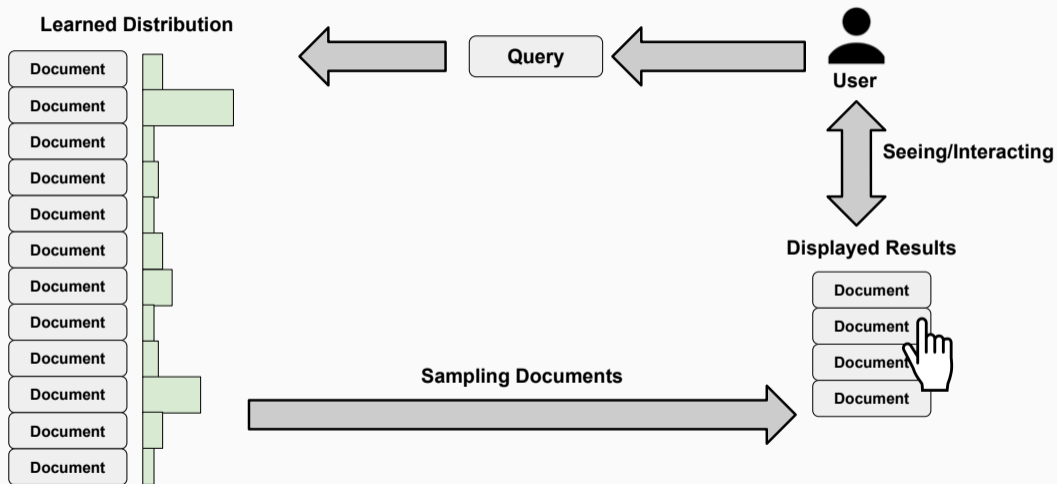 Learned Distribution
Document
Document
Document
Document
Document
Document
Document
Document
Document
Document
Document
Document
Query
User
Seeing/Interacting
Displayed Results
Document
Document
Document
Document
Sampling Documents